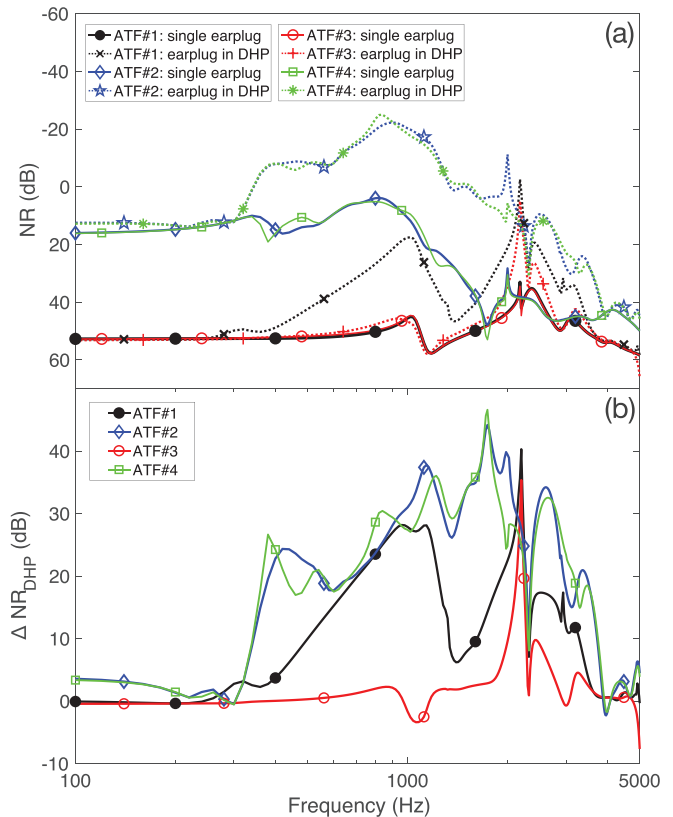 -60
(a)
ATF#1: single earplug
ATF#1: earplug in DHP
ATF#2: single earplug
ATF#2: earplug in DHP
ATF#3: single earplug
ATF#3: earplug in DHP
ATF#4: single earplug
ATF#4: earplug in DHP
-40
-20
0
20
40
60
NR (dB)
(b)
ATF#1
ATF#2
ATF#3
ATF#4
40
30
20
10
0
-10
Δ NR_DHP (dB)
100
1000
5000
Frequency (Hz)